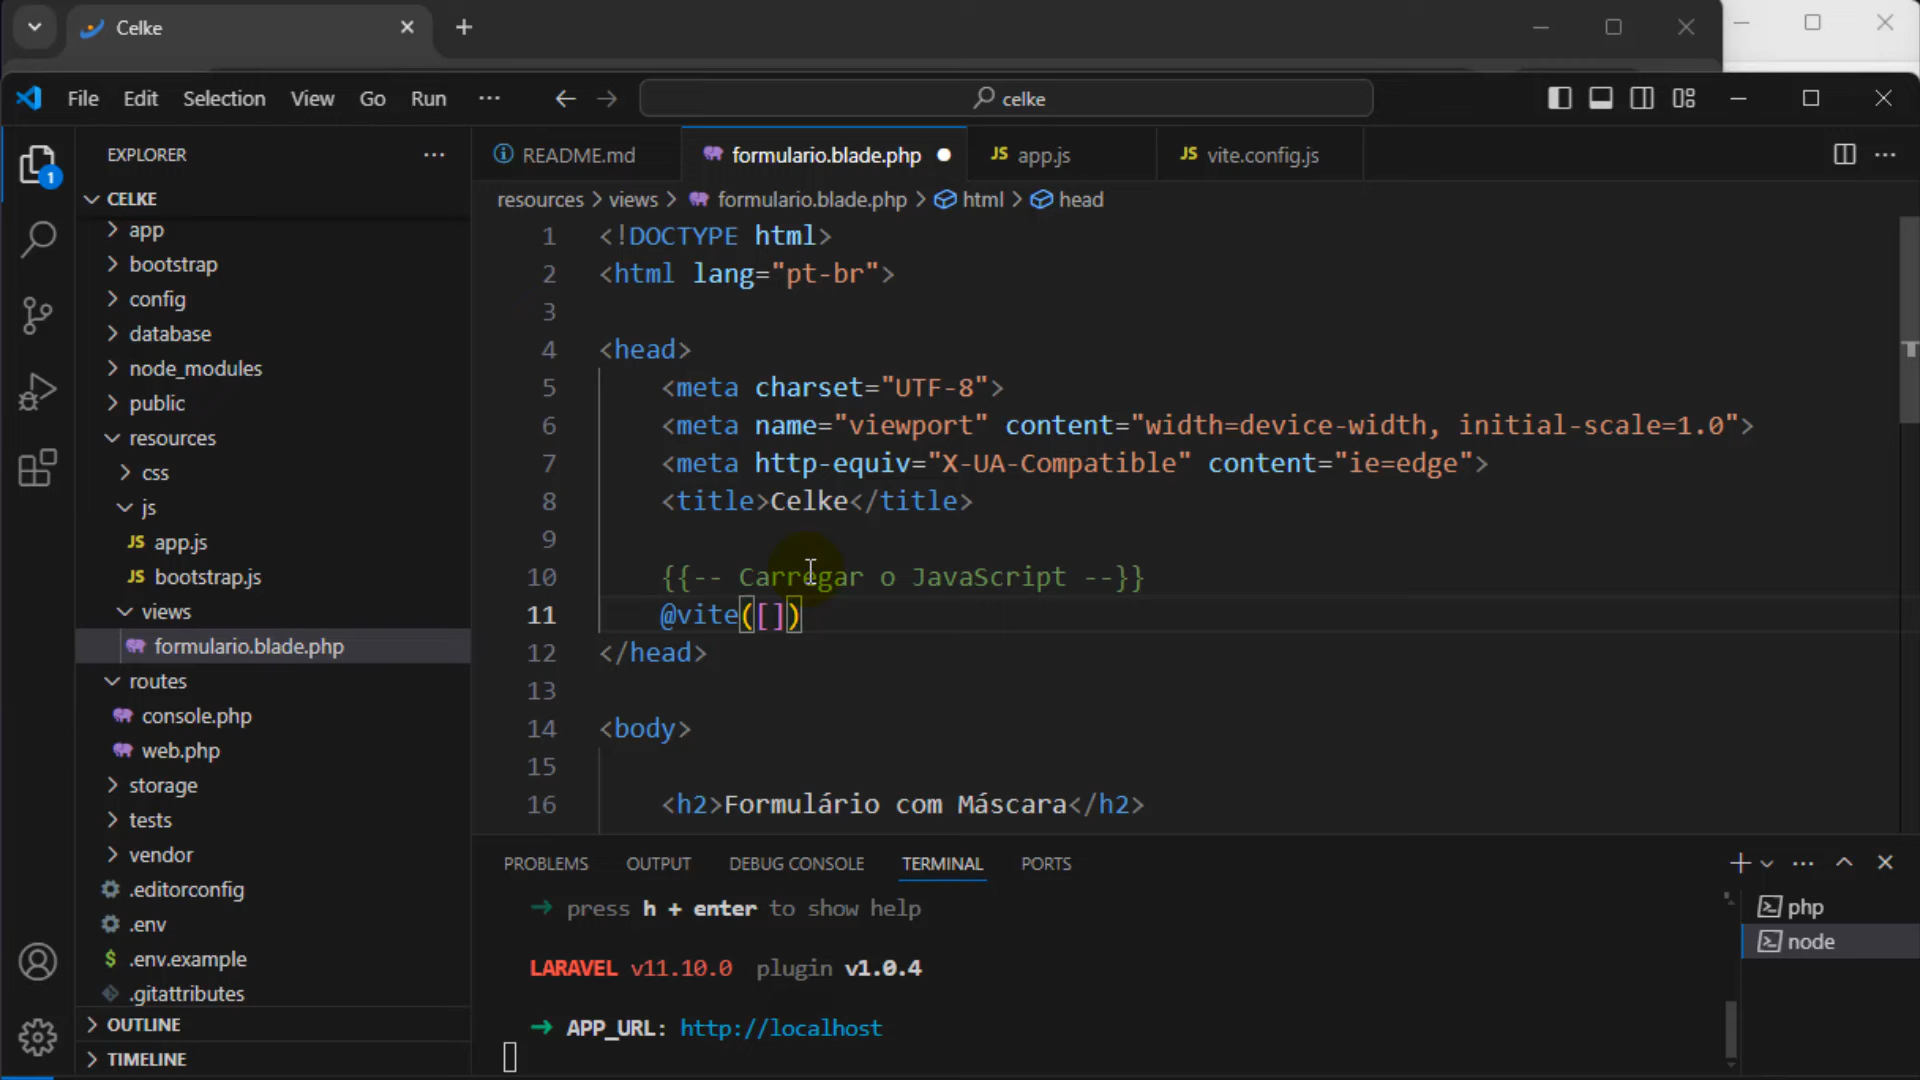 Celke
File Edit Selection View Go Run ··· celke
EXPLORER ···
README.md formulario.blade.php JS app.js JS vite.config.js ···
CELKE
resources > views > formulario.blade.php > html > head
app
bootstrap
config
database
node_modules
public
resources
css
js
JS app.js
JS bootstrap.js
views
formulario.blade.php
routes
console.php
web.php
storage
tests
vendor
.editorconfig
.env
$ .env.example
.gitattributes
OUTLINE
TIMELINE
1
1 <!DOCTYPE html>
2 <html lang="pt-br">
3
4 <head>
5 <meta charset="UTF-8">
6 <meta name="viewport" content="width=device-width, initial-scale=1.0">
7 <meta http-equiv="X-UA-Compatible" content="ie=edge">
8 <title>Celke</title>
9
10 {{-- Carregar o JavaScript --}}
11 @vite([])
12 </head>
13
14 <body>
15
16 <h2>Formulário com Máscara</h2>
PROBLEMS OUTPUT DEBUG CONSOLE TERMINAL PORTS ···
➜ press h + enter to show help
LARAVEL v11.10.0 plugin v1.0.4
➜ APP_URL: http://localhost
php
node